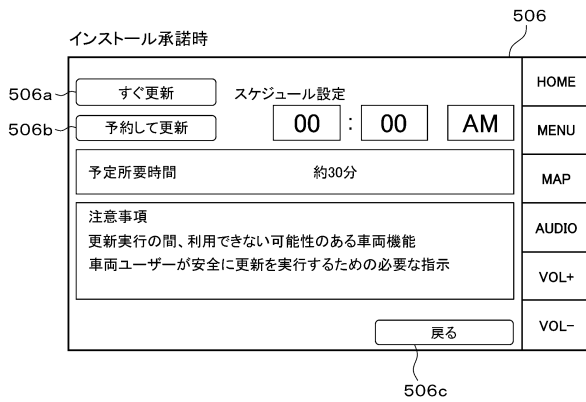 506
インストール承諾時
506a
すぐ更新
スケジュール設定
506b
予約して更新
00 : 00 AM
予定所要時間 約30分
注意事項
更新実行の間、利用できない可能性のある車両機能
車両ユーザーが安全に更新を実行するための必要な指示
戻る
506c
HOME
MENU
MAP
AUDIO
VOL+
VOL-